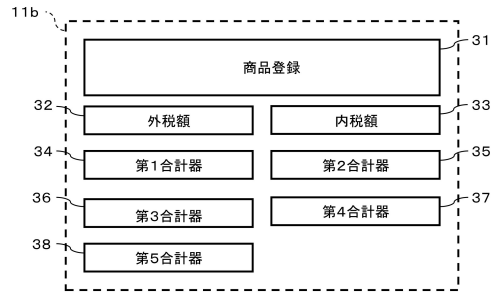 11b
31
商品登録
32
外税額
33
内税額
34
第1合計器
35
第2合計器
36
第3合計器
37
第4合計器
38
第5合計器